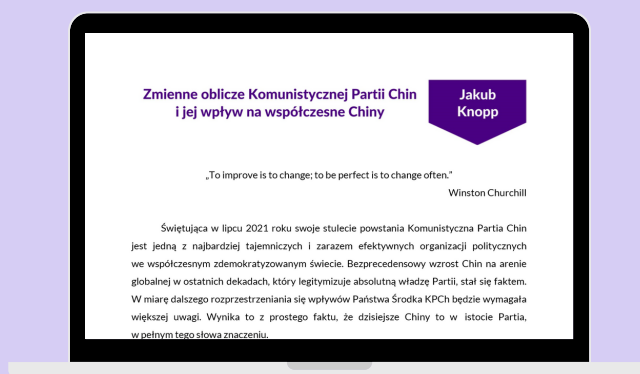 Zmienne oblicze Komunistycznej Partii Chin
i jej wpływ na współczesne Chiny
Jakub
Knopp
„To improve is to change; to be perfect is to change often.”
Winston Churchill
Świętująca w lipcu 2021 roku swoje stulecie powstania Komunistyczna Partia Chin
jest jedną z najbardziej tajemniczych i zarazem efektywnych organizacji politycznych
we współczesnym zdemokratyzowanym świecie. Bezprecedensowy wzrost Chin na arenie
globalnej w ostatnich dekadach, który legitymizuje absolutną władzę Partii, stał się faktem.
W miarę dalszego rozprzestrzeniania się wpływów Państwa Środka KPCh będzie wymagała
większej uwagi. Wynika to z prostego faktu, że dzisiejsze Chiny to w istocie Partia,
w pełnym tego słowa znaczeniu.